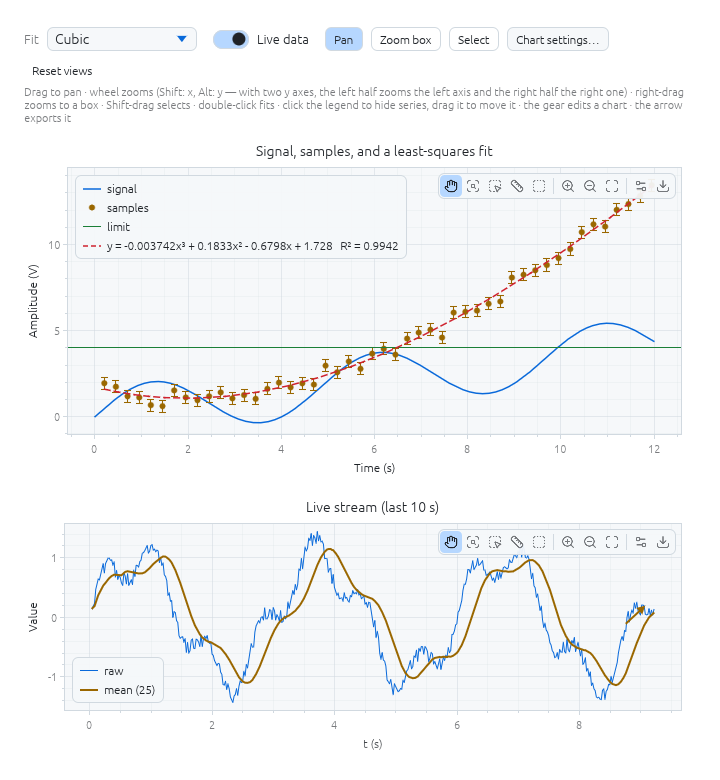 Fit Cubic Live data Pan Zoom box Select Chart settings...
Reset views
Drag to pan · wheel zooms (Shift: x, Alt: y — with two y axes, the left half zooms the left axis and the right half the right one) · right-drag
zooms to a box · Shift-drag selects · double-click fits · click the legend to hide series, drag it to move it · the gear edits a chart · the arrow
exports it
Signal, samples, and a least-squares fit
signal
samples
limit
y = -0.003742x³ + 0.1833x² - 0.6798x + 1.728 R² = 0.9942
10
5
0
Amplitude (V)
0 2 4 6 8 10 12
Time (s)
Live stream (last 10 s)
1
0
-1
Value
raw
mean (25)
0 2 4 6 8
t (s)